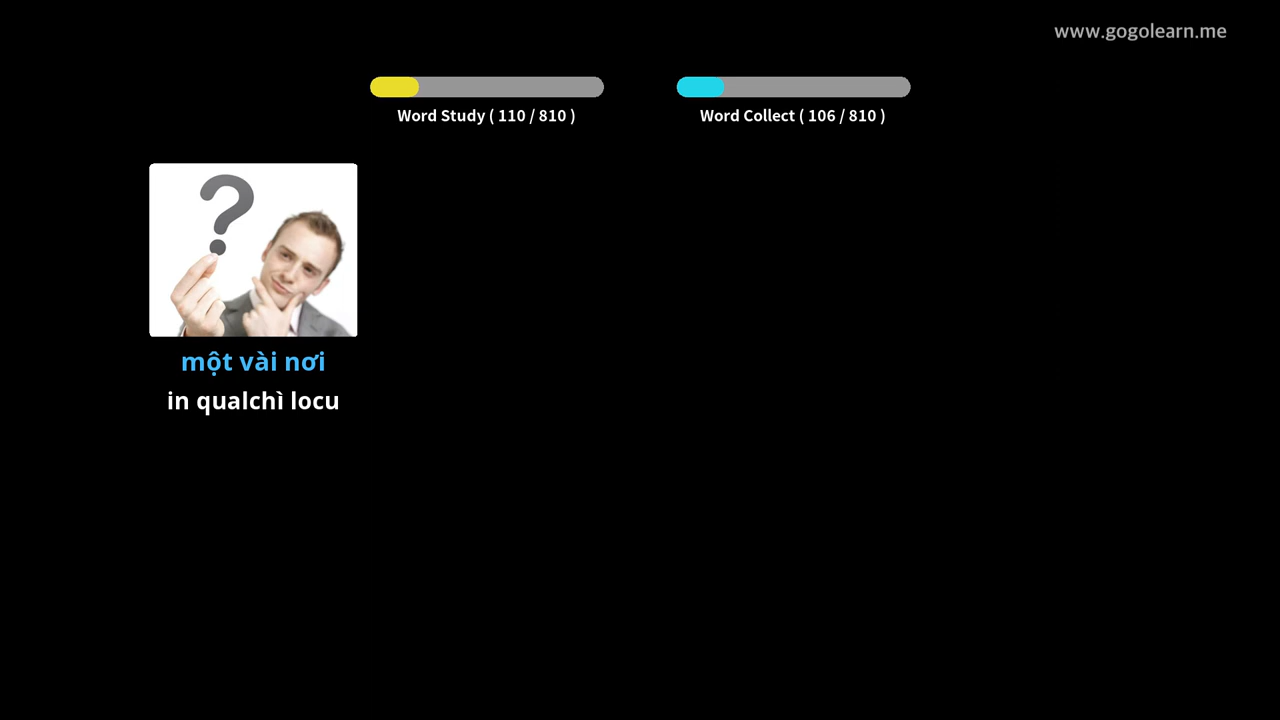 www.gogolearn.me
Word Study ( 110 / 810 )
Word Collect ( 106 / 810 )
?
một vài nơi
in qualchì locu